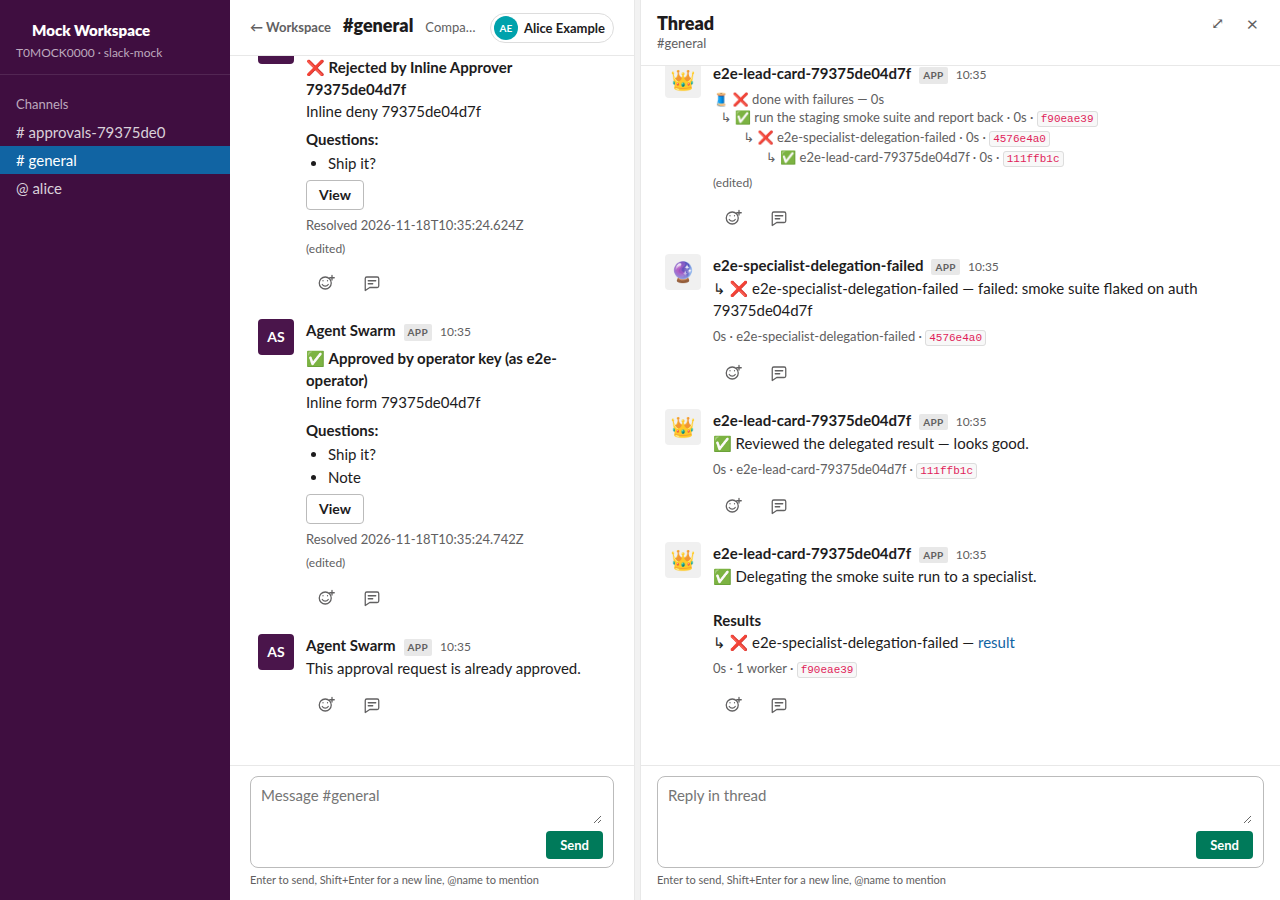 Mock Workspace
T0MOCK0000 · slack-mock
Channels
# approvals-79375de0
# general
@ alice
← Workspace
#general
Compa...
AE
Alice Example
❌ Rejected by Inline Approver
79375de04d7f
Inline deny 79375de04d7f
Questions:
• Ship it?
View
Resolved 2026-11-18T10:35:24.624Z
(edited)
AS
Agent Swarm APP 10:35
✅ Approved by operator key (as e2e-
operator)
Inline form 79375de04d7f
Questions:
• Ship it?
• Note
View
Resolved 2026-11-18T10:35:24.742Z
(edited)
AS
Agent Swarm APP 10:35
This approval request is already approved.
Message #general
Send
Enter to send, Shift+Enter for a new line, @name to mention
Thread
#general
e2e-lead-card-79375de04d7f APP 10:35
🧵 ❌ done with failures — 0s
↳ ✅ run the staging smoke suite and report back · 0s · f90eae39
↳ ❌ e2e-specialist-delegation-failed · 0s · 4576e4a0
↳ ✅ e2e-lead-card-79375de04d7f · 0s · 111ffb1c
(edited)
e2e-specialist-delegation-failed APP 10:35
↳ ❌ e2e-specialist-delegation-failed — failed: smoke suite flaked on auth
79375de04d7f
0s · e2e-specialist-delegation-failed · 4576e4a0
e2e-lead-card-79375de04d7f APP 10:35
✅ Reviewed the delegated result — looks good.
0s · e2e-lead-card-79375de04d7f · 111ffb1c
e2e-lead-card-79375de04d7f APP 10:35
✅ Delegating the smoke suite run to a specialist.
Results
↳ ❌ e2e-specialist-delegation-failed — result
0s · 1 worker · f90eae39
Reply in thread
Send
Enter to send, Shift+Enter for a new line, @name to mention